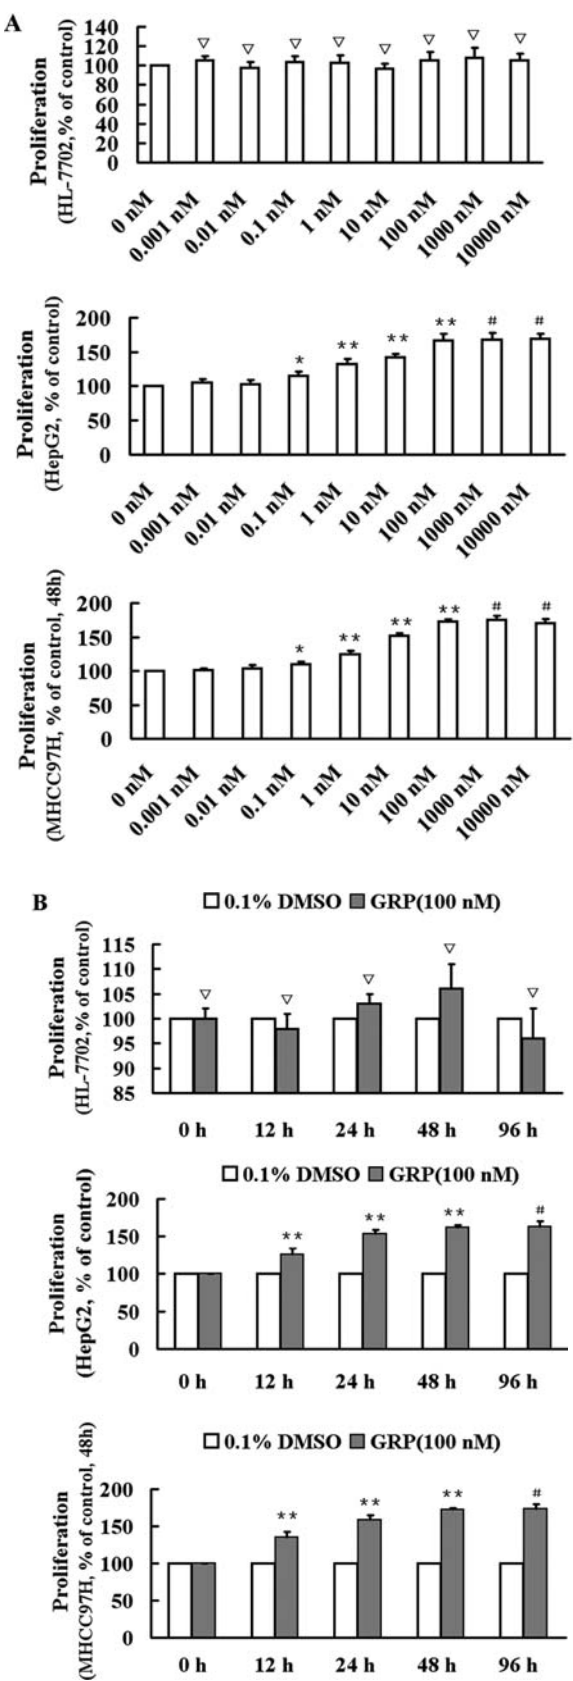 A
Proliferation
(HL-7702,% of control)
140
120
100
80
60
40
20
0
▽ ▽ ▽ ▽ ▽ ▽ ▽ ▽
0 nM 0.001 nM 0.01 nM 0.1 nM 1 nM 10 nM 100 nM 1000 nM 10000 nM
Proliferation
(HepG2, % of control)
200
150
100
50
0
* ** ** ** # #
0 nM 0.001 nM 0.01 nM 0.1 nM 1 nM 10 nM 100 nM 1000 nM 10000 nM
Proliferation
(MHCC97H, % of control, 48h)
200
150
100
50
0
* ** ** ** # #
0 nM 0.001 nM 0.01 nM 0.1 nM 1 nM 10 nM 100 nM 1000 nM 10000 nM
B
0.1% DMSO GRP(100 nM)
Proliferation
(HL-7702,% of control)
115
110
105
100
95
90
85
▽ ▽ ▽ ▽ ▽
0 h 12 h 24 h 48 h 96 h
0.1% DMSO GRP(100 nM)
Proliferation
(HepG2, % of control)
200
150
100
50
0
** ** ** #
0 h 12 h 24 h 48 h 96 h
0.1% DMSO GRP(100 nM)
Proliferation
(MHCC97H, % of control, 48h)
200
150
100
50
0
** ** ** #
0 h 12 h 24 h 48 h 96 h